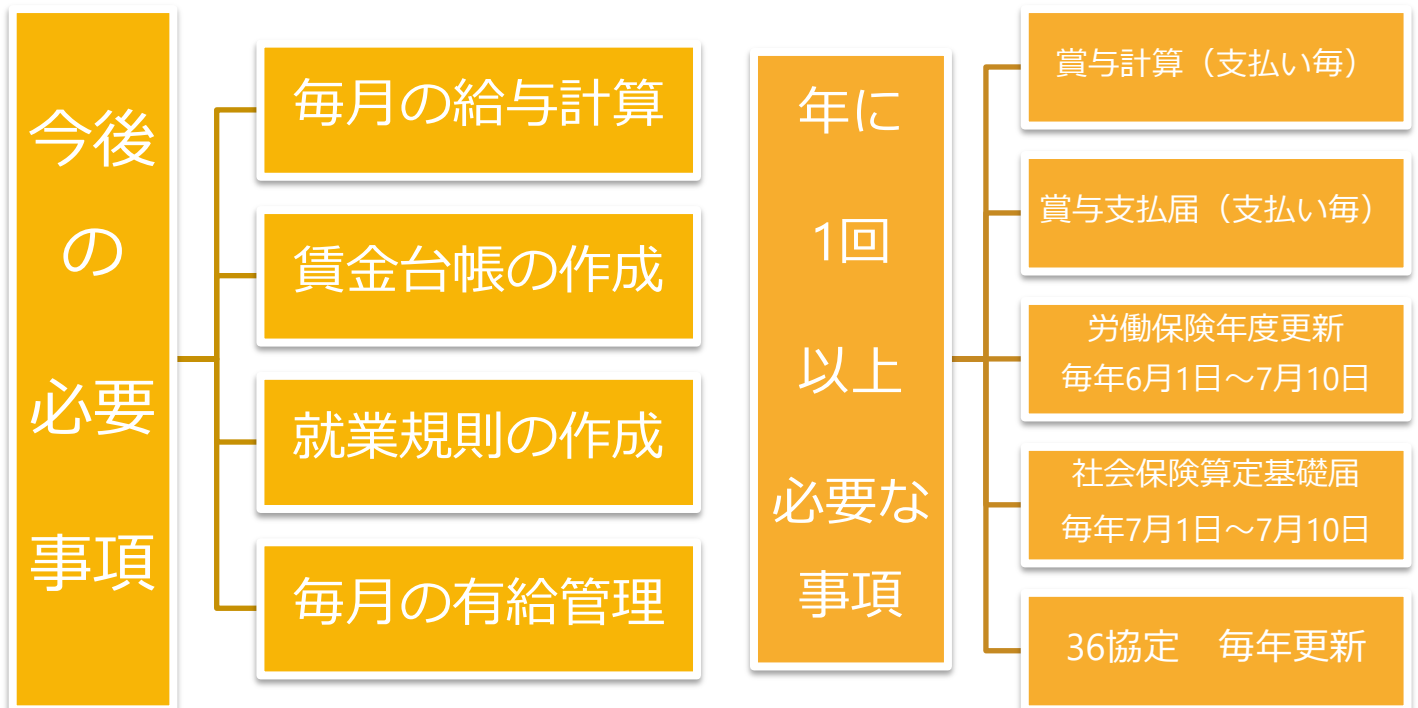 今後
の
必要
事項
毎月の給与計算
賃金台帳の作成
就業規則の作成
毎月の有給管理
年に
1回
以上
必要な
事項
賞与計算（支払い毎）
賞与支払届（支払い毎）
労働保険年度更新
毎年6月1日～7月10日
社会保険算定基礎届
毎年7月1日～7月10日
36協定　毎年更新